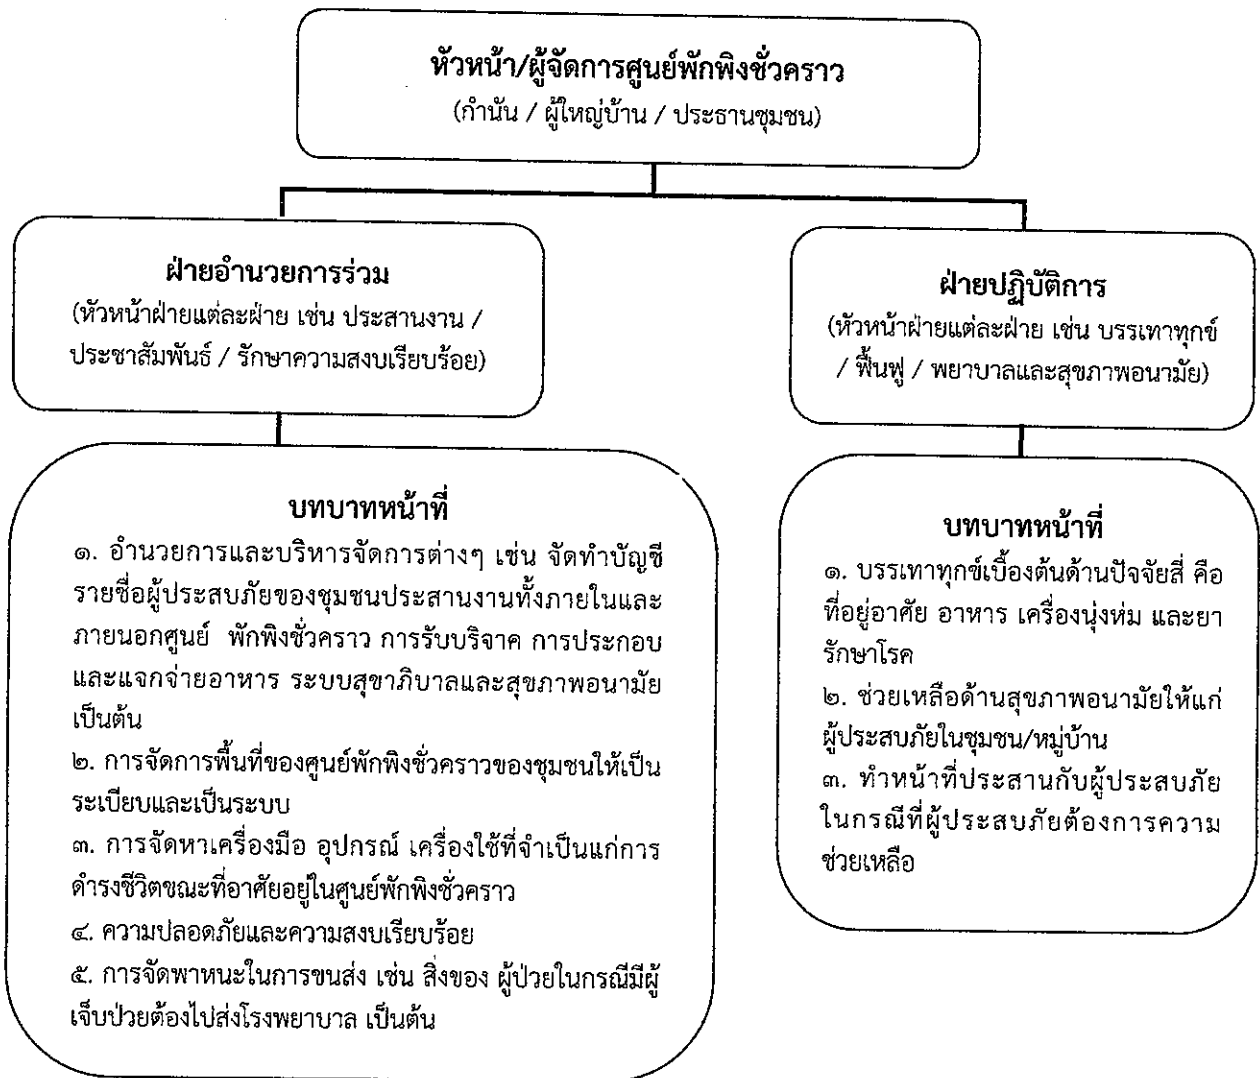 หัวหน้า/ผู้จัดการศูนย์พักพิงชั่วคราว
(กำนัน / ผู้ใหญ่บ้าน / ประธานชุมชน)
ฝ่ายอำนวยการร่วม
(หัวหน้าฝ่ายแต่ละฝ่าย เช่น ประสานงาน /
ประชาสัมพันธ์ / รักษาความสงบเรียบร้อย)
ฝ่ายปฏิบัติการ
(หัวหน้าฝ่ายแต่ละฝ่าย เช่น บรรเทาทุกข์
/ ฟื้นฟู / พยาบาลและสุขภาพอนามัย)
บทบาทหน้าที่
๑. อำนวยการและบริหารจัดการต่างๆ เช่น จัดทำบัญชี
รายชื่อผู้ประสบภัยของชุมชนประสานงานทั้งภายในและ
ภายนอกศูนย์ พักพิงชั่วคราว การรับบริจาค การประกอบ
และแจกจ่ายอาหาร ระบบสุขาภิบาลและสุขภาพอนามัย
เป็นต้น
๒. การจัดการพื้นที่ของศูนย์พักพิงชั่วคราวของชุมชนให้เป็น
ระเบียบและเป็นระบบ
๓. การจัดหาเครื่องมือ อุปกรณ์ เครื่องใช้ที่จำเป็นแก่การ
ดำรงชีวิตขณะที่อาศัยอยู่ในศูนย์พักพิงชั่วคราว
๔. ความปลอดภัยและความสงบเรียบร้อย
๕. การจัดพาหนะในการขนส่ง เช่น สิ่งของ ผู้ป่วยในกรณีมีผู้
เจ็บป่วยต้องไปส่งโรงพยาบาล เป็นต้น
บทบาทหน้าที่
๑. บรรเทาทุกข์เบื้องต้นด้านปัจจัยสี่ คือ
ที่อยู่อาศัย อาหาร เครื่องนุ่งห่ม และยา
รักษาโรค
๒. ช่วยเหลือด้านสุขภาพอนามัยให้แก่
ผู้ประสบภัยในชุมชน/หมู่บ้าน
๓. ทำหน้าที่ประสานกับผู้ประสบภัย
ในกรณีที่ผู้ประสบภัยต้องการความ
ช่วยเหลือ